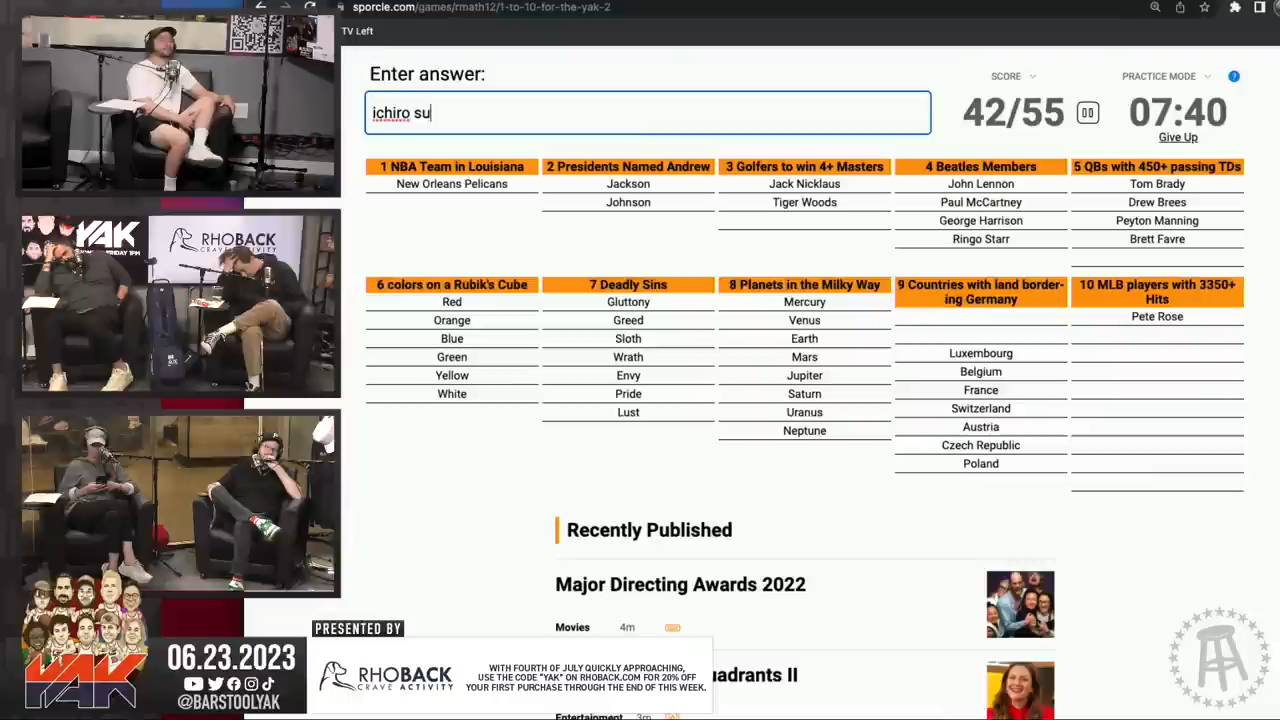 sporcle.com/games/rmath12/1-to-10-for-the-yak-2
TV Left
Enter answer:
ichiro su
SCORE
42/55
PRACTICE MODE
?
07:40
Give Up
1 NBA Team in Louisiana
New Orleans Pelicans
2 Presidents Named Andrew
Jackson
Johnson
3 Golfers to win 4+ Masters
Jack Nicklaus
Tiger Woods
4 Beatles Members
John Lennon
Paul McCartney
George Harrison
Ringo Starr
5 QBs with 450+ passing TDs
Tom Brady
Drew Brees
Peyton Manning
Brett Favre
6 colors on a Rubik's Cube
Red
Orange
Blue
Green
Yellow
White
7 Deadly Sins
Gluttony
Greed
Sloth
Wrath
Envy
Pride
Lust
8 Planets in the Milky Way
Mercury
Venus
Earth
Mars
Jupiter
Saturn
Uranus
Neptune
9 Countries with land border-
ing Germany
Luxembourg
Belgium
France
Switzerland
Austria
Czech Republic
Poland
10 MLB players with 3350+
Hits
Pete Rose
Recently Published
Major Directing Awards 2022
Movies
4m
uadrants II
Entertainment
3m
YAK
FRIDAY 1PM
RHOBACK
CRAVE ACTIVITY
YAK
06.23.2023
@BARSTOOLYAK
PRESENTED BY
RHOBACK
CRAVE ACTIVITY
WITH FOURTH OF JULY QUICKLY APPROACHING,
USE THE CODE "YAK" ON RHOBACK.COM FOR 20% OFF
YOUR FIRST PURCHASE THROUGH THE END OF THIS WEEK.